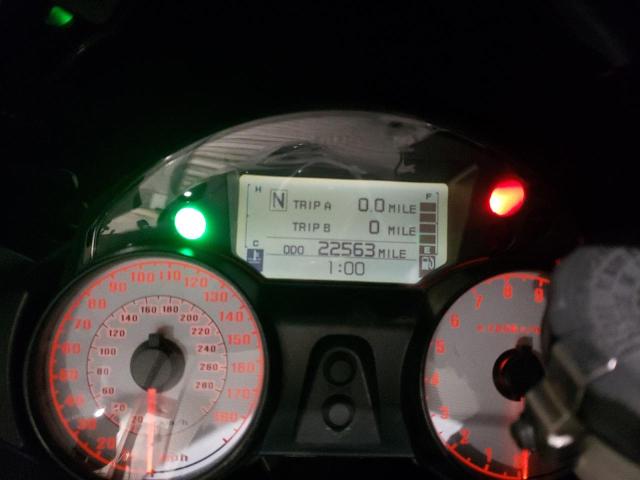 H F
N TRIP A 0.0 MILE
TRIP B 0 MILE
C ODO 22563 MILE E
1:00
20 30 40 50 60 70 80 90 100 110 120 130 140 150 160 170 180
20 60 80 100 120 140 160 180 200 220 240 260 280
mph
1 2 3 4 5 6 7 8 9